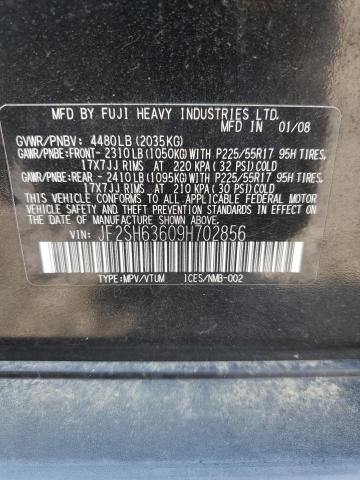 MFD BY FUJI HEAVY INDUSTRIES LTD.
MFD IN 01/08
GVWR/PNBV: 4480LB (2035KG)
GAWR/PNBE:FRONT- 2310LB (1050KG) WITH P225/55R17 95H TIRES,
17X7JJ RIMS AT 220 KPA (32 PSI) COLD
GAWR/PNBE:REAR - 2410LB (1095KG) WITH P225/55R17 95H TIRES,
17X7JJ RIMS AT 210 KPA (30 PSI) COLD
THIS VEHICLE CONFORMS TO ALL APPLICABLE
FEDERAL MOTOR VEHICLE SAFETY STANDARDS IN EFFECT
ON THE DATE OF MANUFACTURE SHOWN ABOVE.
VIN: JF2SH63609H702856
TYPE:MPV/VTUM ICES/NMB-002